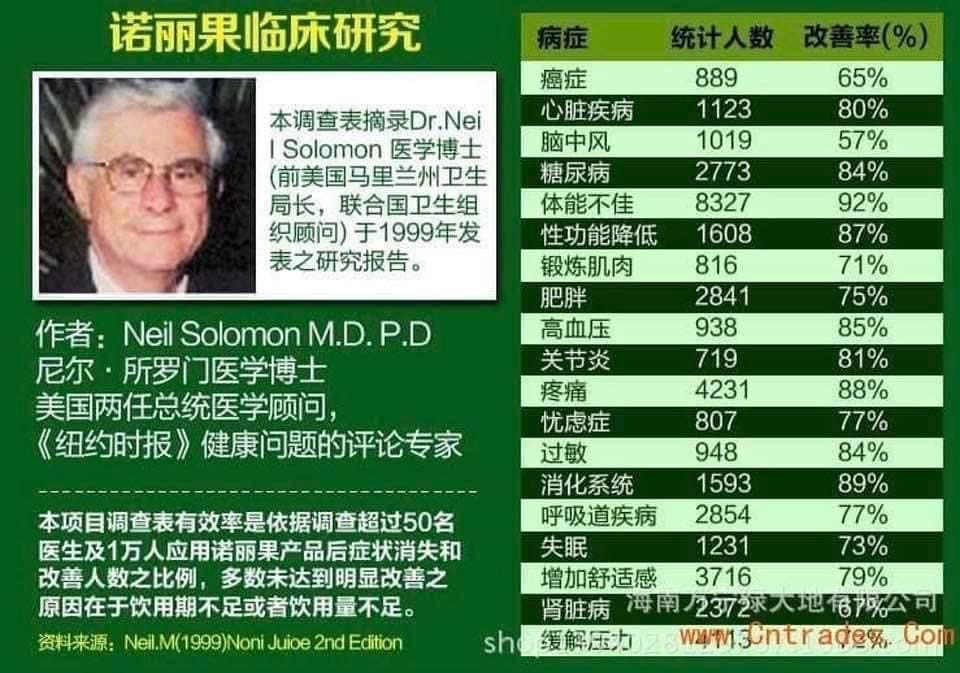 诺丽果临床研究
本调查表摘录Dr.Nei
l Solomon 医学博士
(前美国马里兰州卫生
局长，联合国卫生组
织顾问) 于1999年发
表之研究报告。
作者：Neil Solomon M.D. P.D
尼尔·所罗门医学博士
美国两任总统医学顾问，
《纽约时报》健康问题的评论专家
本项目调查表有效率是依据调查超过50名
医生及1万人应用诺丽果产品后症状消失和
改善人数之比例，多数未达到明显改善之
原因在于饮用期不足或者饮用量不足。
资料来源：Neil.M(1999)Noni Juioe 2nd Edition
病症 统计人数 改善率(%)
癌症 889 65%
心脏疾病 1123 80%
脑中风 1019 57%
糖尿病 2773 84%
体能不佳 8327 92%
性功能降低 1608 87%
锻炼肌肉 816 71%
肥胖 2841 75%
高血压 938 85%
关节炎 719 81%
疼痛 4231 88%
忧虑症 807 77%
过敏 948 84%
消化系统 1593 89%
呼吸道疾病 2854 77%
失眠 1231 73%
增加舒适感 3716 79%
肾脏病 2372 67%
缓解压力
海南 绿大地有限公司
www.Cntradex.Com